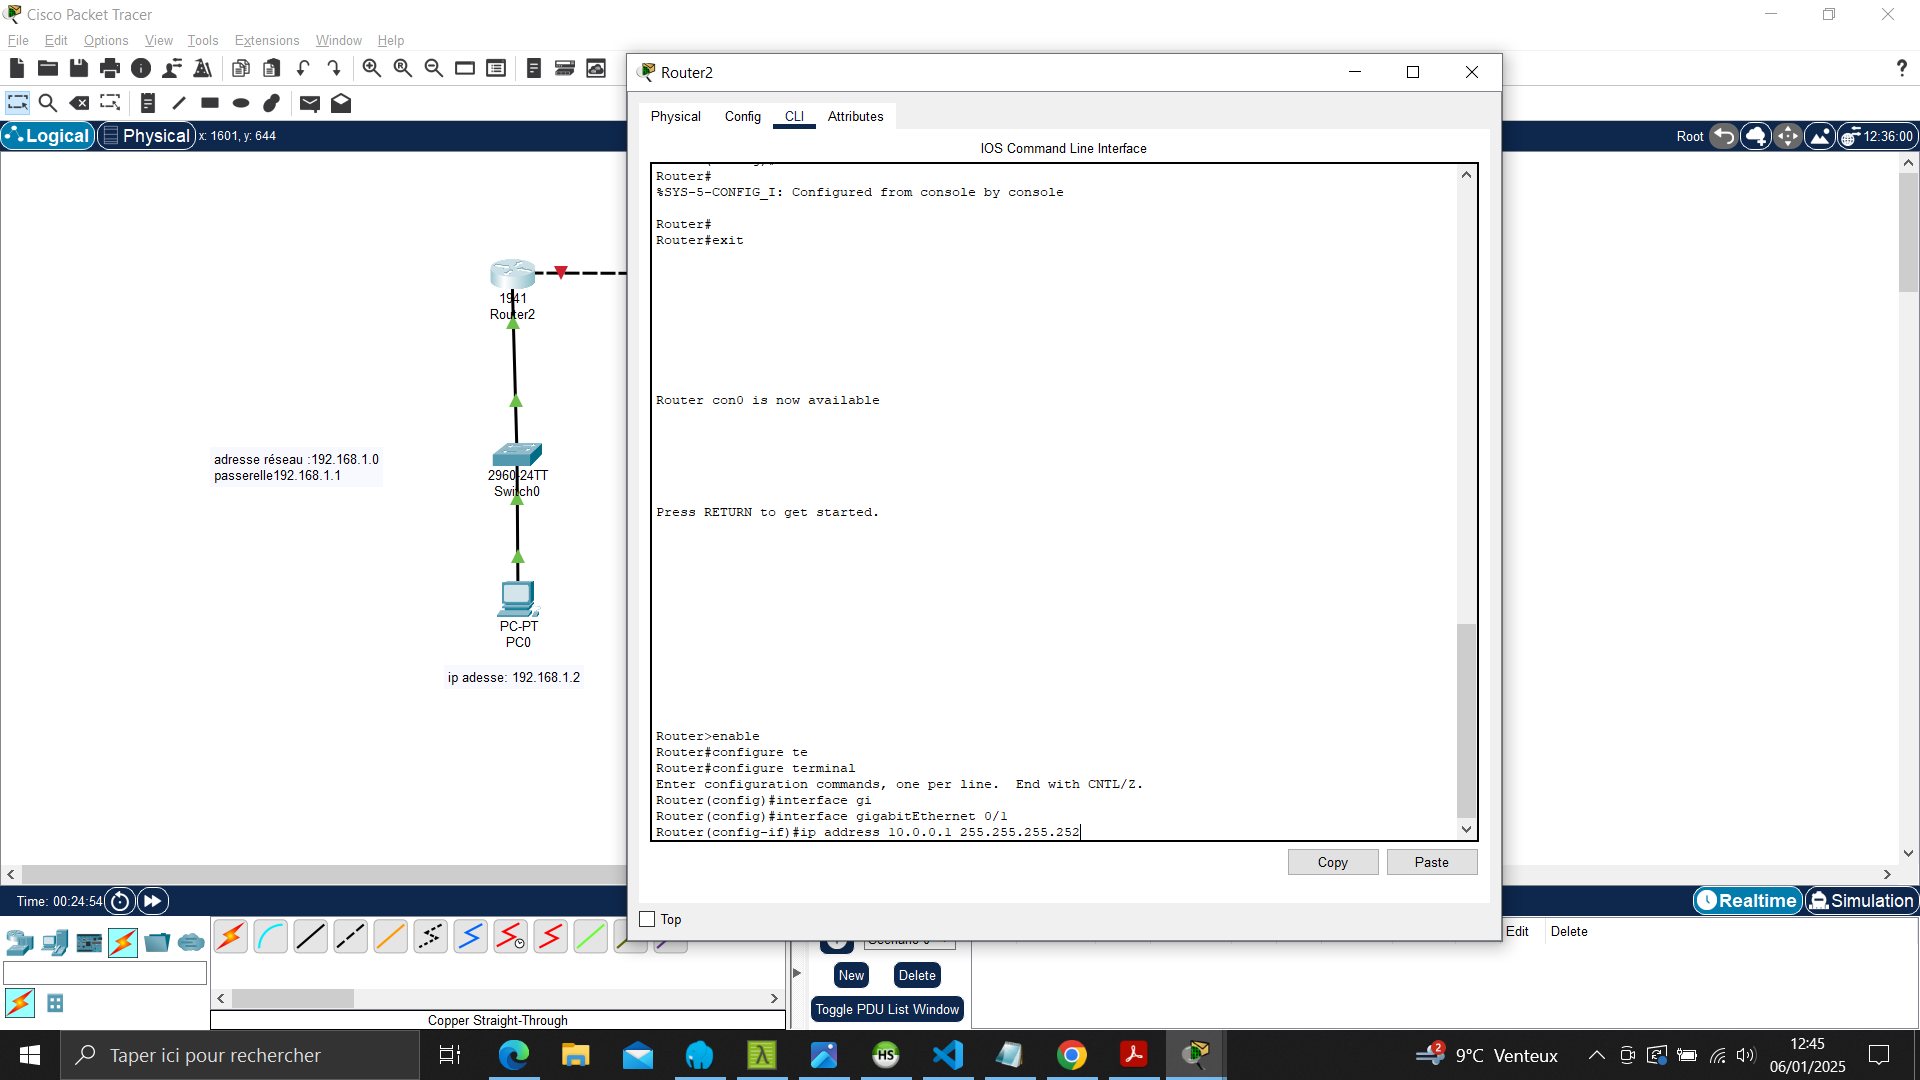 Cisco Packet Tracer
File Edit Options View Tools Extensions Window Help
?
Logical Physical x: 1601, y: 644
Root 12:36:00
1941
Router2
adresse réseau :192.168.1.0
passerelle192.168.1.1
2960-24TT
Switch0
PC-PT
PC0
ip adesse: 192.168.1.2
Router2
Physical Config CLI Attributes
IOS Command Line Interface
Router#
%SYS-5-CONFIG_I: Configured from console by console
Router#
Router#exit
Router con0 is now available
Press RETURN to get started.
Router>enable
Router#configure te
Router#configure terminal
Enter configuration commands, one per line.  End with CNTL/Z.
Router(config)#interface gi
Router(config)#interface gigabitEthernet 0/1
Router(config-if)#ip address 10.0.0.1 255.255.255.252
Copy Paste
Top
Time: 00:24:54
Realtime Simulation
Edit Delete
New Delete
Toggle PDU List Window
Copper Straight-Through
Taper ici pour rechercher
HS
2
9°C Venteux
12:45
06/01/2025